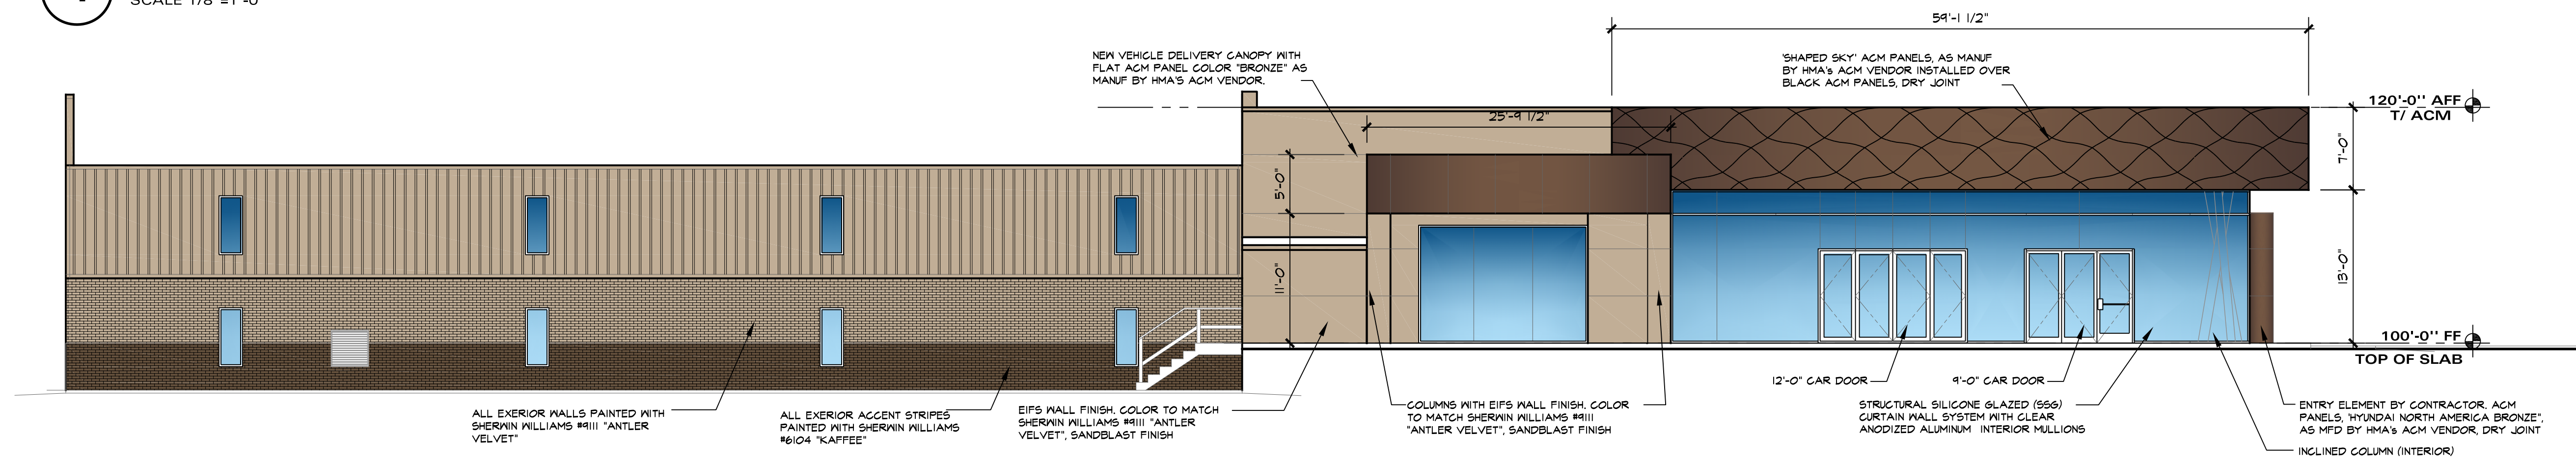 SCALE 1/8"=1'-0"
59'-1 1/2"
NEW VEHICLE DELIVERY CANOPY WITH
FLAT ACM PANEL COLOR "BRONZE" AS
MANUF BY HMA'S ACM VENDOR.
'SHAPED SKY' ACM PANELS, AS MANUF
BY HMA's ACM VENDOR INSTALLED OVER
BLACK ACM PANELS, DRY JOINT
120'-0" AFF
T/ ACM
25'-9 1/2"
7'-0"
5'-0"
11'-0"
13'-0"
100'-0" FF
TOP OF SLAB
12'-0" CAR DOOR
9'-0" CAR DOOR
ALL EXERIOR WALLS PAINTED WITH
SHERWIN WILLIAMS #9111 "ANTLER
VELVET"
ALL EXERIOR ACCENT STRIPES
PAINTED WITH SHERWIN WILLIAMS
#6104 "KAFFEE"
EIFS WALL FINISH. COLOR TO MATCH
SHERWIN WILLIAMS #9111 "ANTLER
VELVET", SANDBLAST FINISH
COLUMNS WITH EIFS WALL FINISH. COLOR
TO MATCH SHERWIN WILLIAMS #9111
"ANTLER VELVET", SANDBLAST FINISH
STRUCTURAL SILICONE GLAZED (SSG)
CURTAIN WALL SYSTEM WITH CLEAR
ANODIZED ALUMINUM INTERIOR MULLIONS
ENTRY ELEMENT BY CONTRACTOR. ACM
PANELS, 'HYUNDAI NORTH AMERICA BRONZE",
AS MFD BY HMA's ACM VENDOR, DRY JOINT
INCLINED COLUMN (INTERIOR)